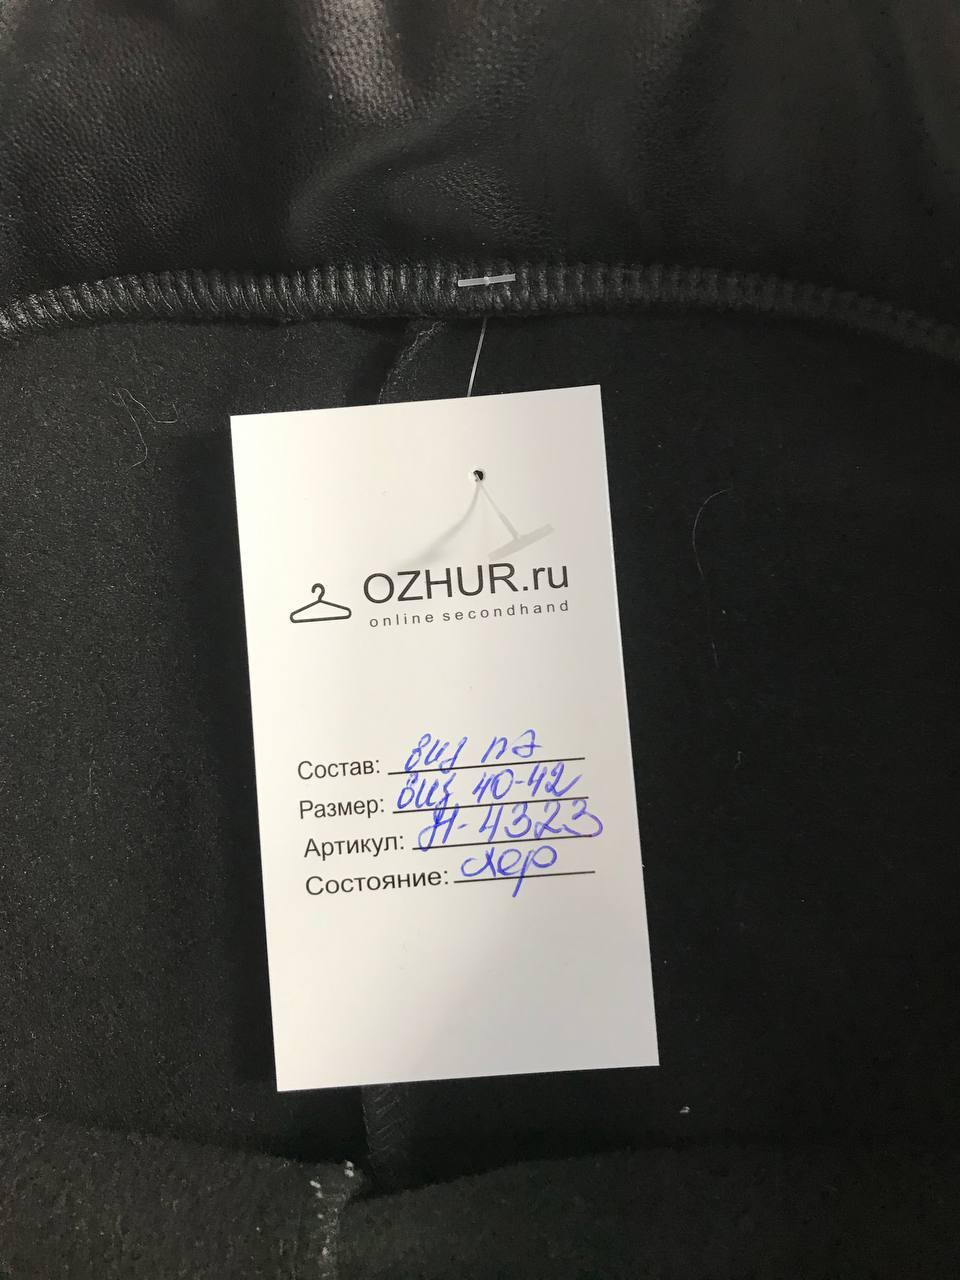 OZHUR.ru
online secondhand
Состав: виз пэ
Размер: виз 40-42
Артикул: Н-4323
Состояние: хор